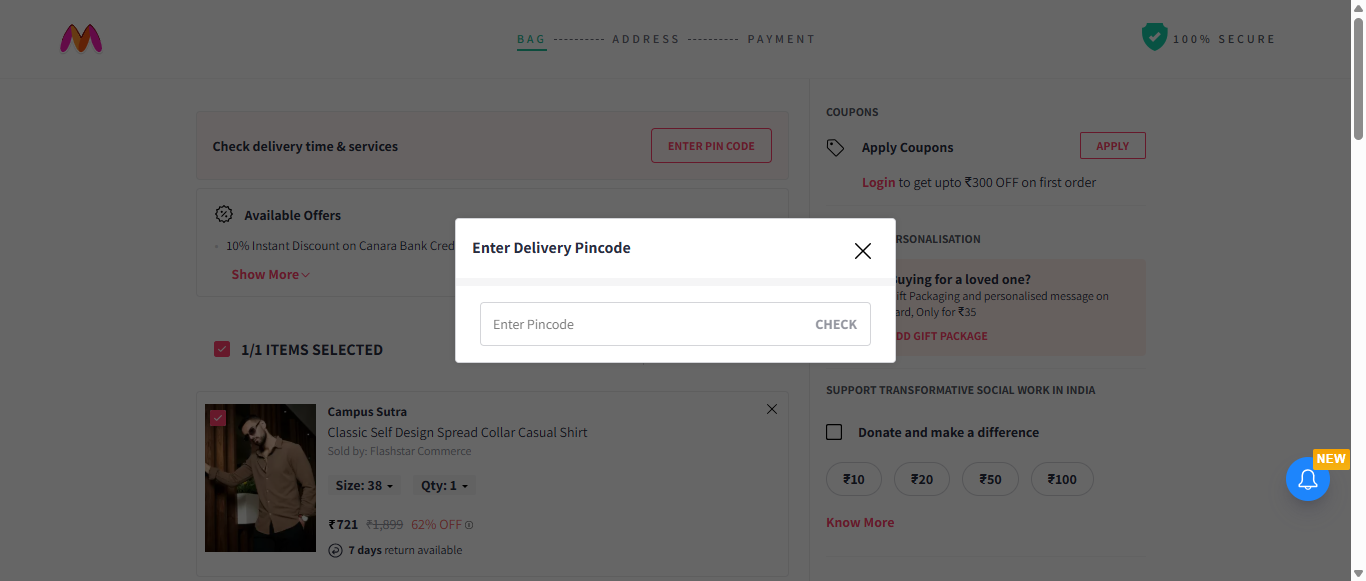 BAG ---------- ADDRESS ---------- PAYMENT
100% SECURE
Check delivery time & services
ENTER PIN CODE
Available Offers
10% Instant Discount on Canara Bank Cred
Show More
1/1 ITEMS SELECTED
Campus Sutra
Classic Self Design Spread Collar Casual Shirt
Sold by: Flashstar Commerce
Size: 38
Qty: 1
₹721 ₹1,899 62% OFF
7 days return available
Enter Delivery Pincode
Enter Pincode
CHECK
COUPONS
Apply Coupons
APPLY
Login to get upto ₹300 OFF on first order
RSONALISATION
uying for a loved one?
ift Packaging and personalised message on
ard, Only for ₹35
DD GIFT PACKAGE
SUPPORT TRANSFORMATIVE SOCIAL WORK IN INDIA
Donate and make a difference
₹10
₹20
₹50
₹100
Know More
NEW